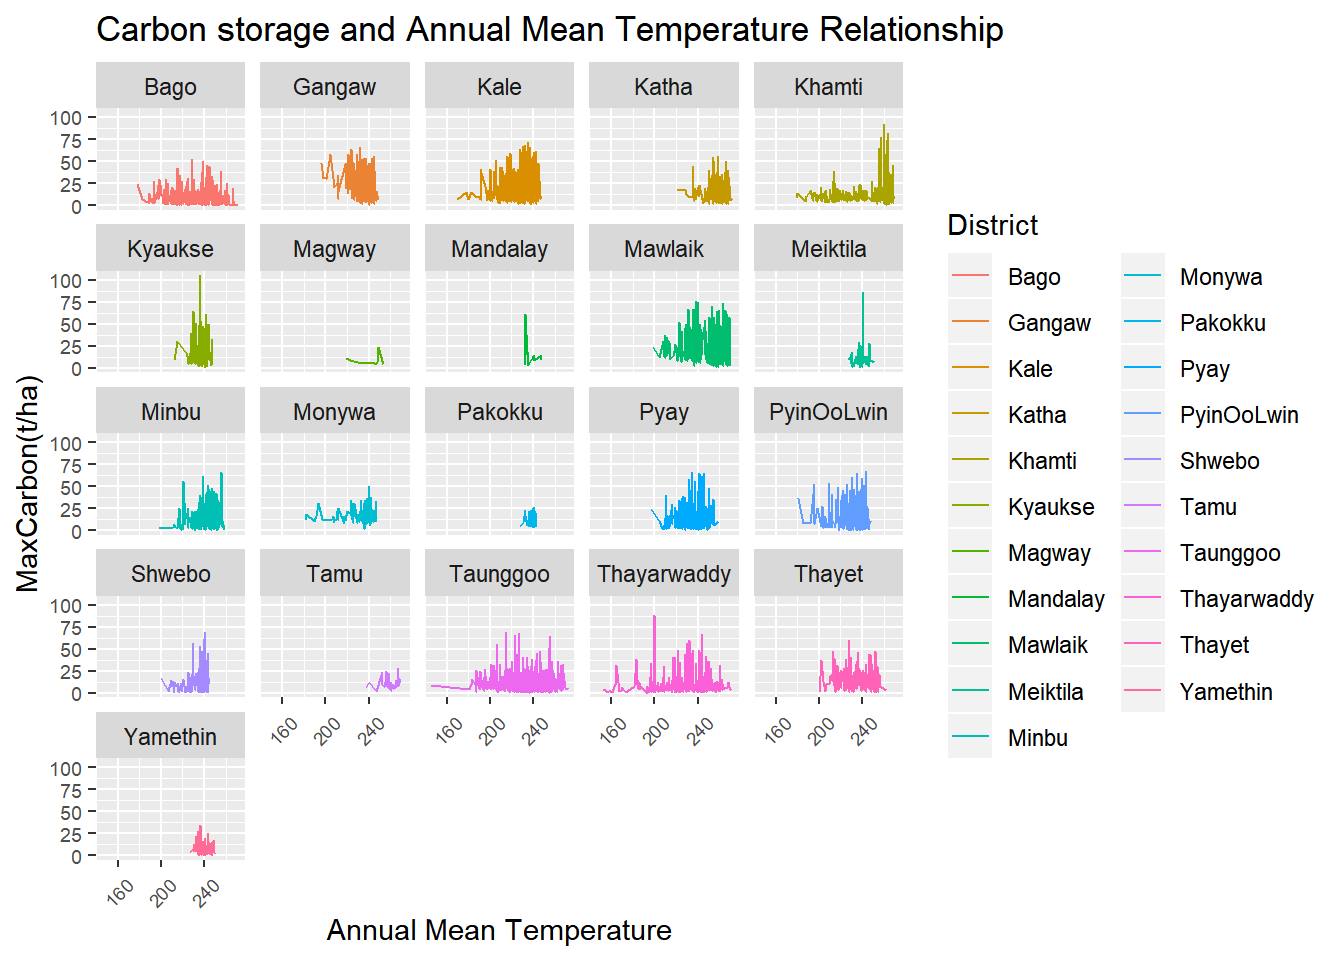 Carbon storage and Annual Mean Temperature Relationship
Bago Gangaw Kale Katha Khamti
100
75
50
25
0
Kyaukse Magway Mandalay Mawlaik Meiktila
100
75
50
25
0
Minbu Monywa Pakokku Pyay PyinOoLwin
100
75
50
25
0
Shwebo Tamu Taunggoo Thayarwaddy Thayet
100
75
50
25
0
160 200 240 160 200 240 160 200 240 160 200 240
Yamethin
100
75
50
25
0
160 200 240
MaxCarbon(t/ha)
Annual Mean Temperature
District
Bago
Gangaw
Kale
Katha
Khamti
Kyaukse
Magway
Mandalay
Mawlaik
Meiktila
Minbu
Monywa
Pakokku
Pyay
PyinOoLwin
Shwebo
Tamu
Taunggoo
Thayarwaddy
Thayet
Yamethin